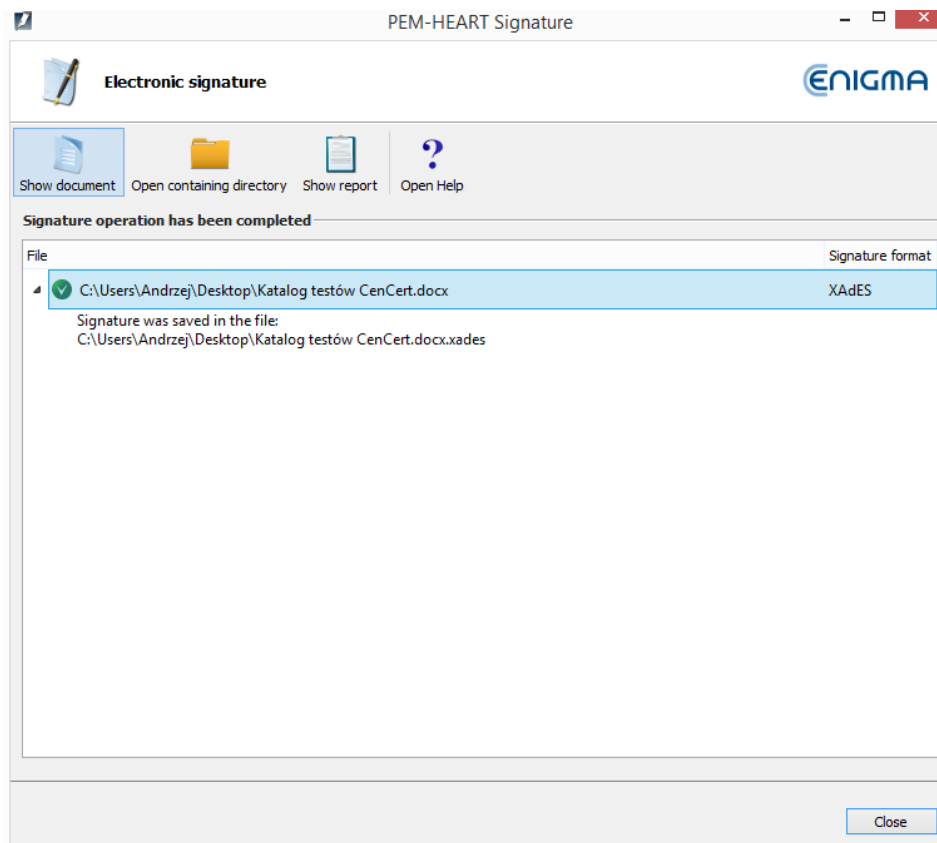 PEM-HEART Signature
Electronic signature
ENIGMA
Show document Open containing directory Show report Open Help
Signature operation has been completed
File Signature format
C:\Users\Andrzej\Desktop\Katalog testów CenCert.docx XAdES
Signature was saved in the file:
C:\Users\Andrzej\Desktop\Katalog testów CenCert.docx.xades
Close